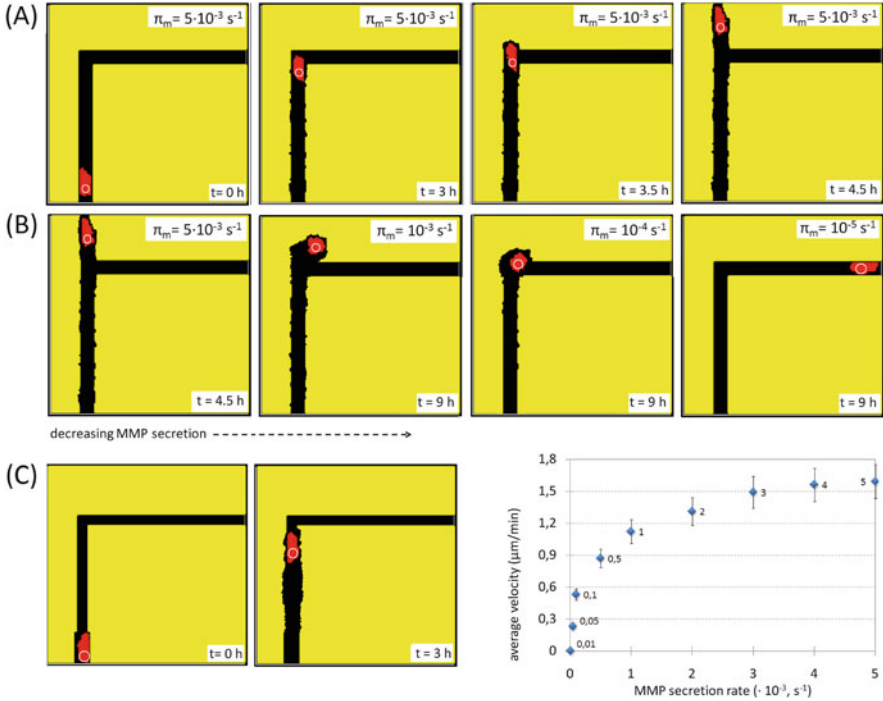 (A)
πm= 5·10-3 s-1
πm= 5·10-3 s-1
πm= 5·10-3 s-1
πm= 5·10-3 s-1
t= 0 h
t = 3 h
t = 3.5 h
t = 4.5 h
(B)
πm= 5·10-3 s-1
πm= 10-3 s-1
πm= 10-4 s-1
πm= 10-5 s-1
t = 4.5 h
t = 9 h
t = 9 h
t = 9 h
decreasing MMP secretion
(C)
t= 0 h
t = 3 h
average velocity (μm/min)
1,8
1,5
1,2
0,9
0,6
0,3
0
0,01
0,05
0,1
0,5
1
2
3
4
5
0 1 2 3 4 5
MMP secretion rate (· 10-3, s-1)